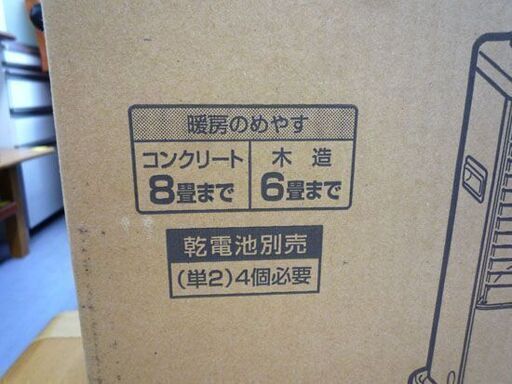 暖房のめやす
コンクリート 木造
8畳まで 6畳まで
乾電池別売
(単2)4個必要